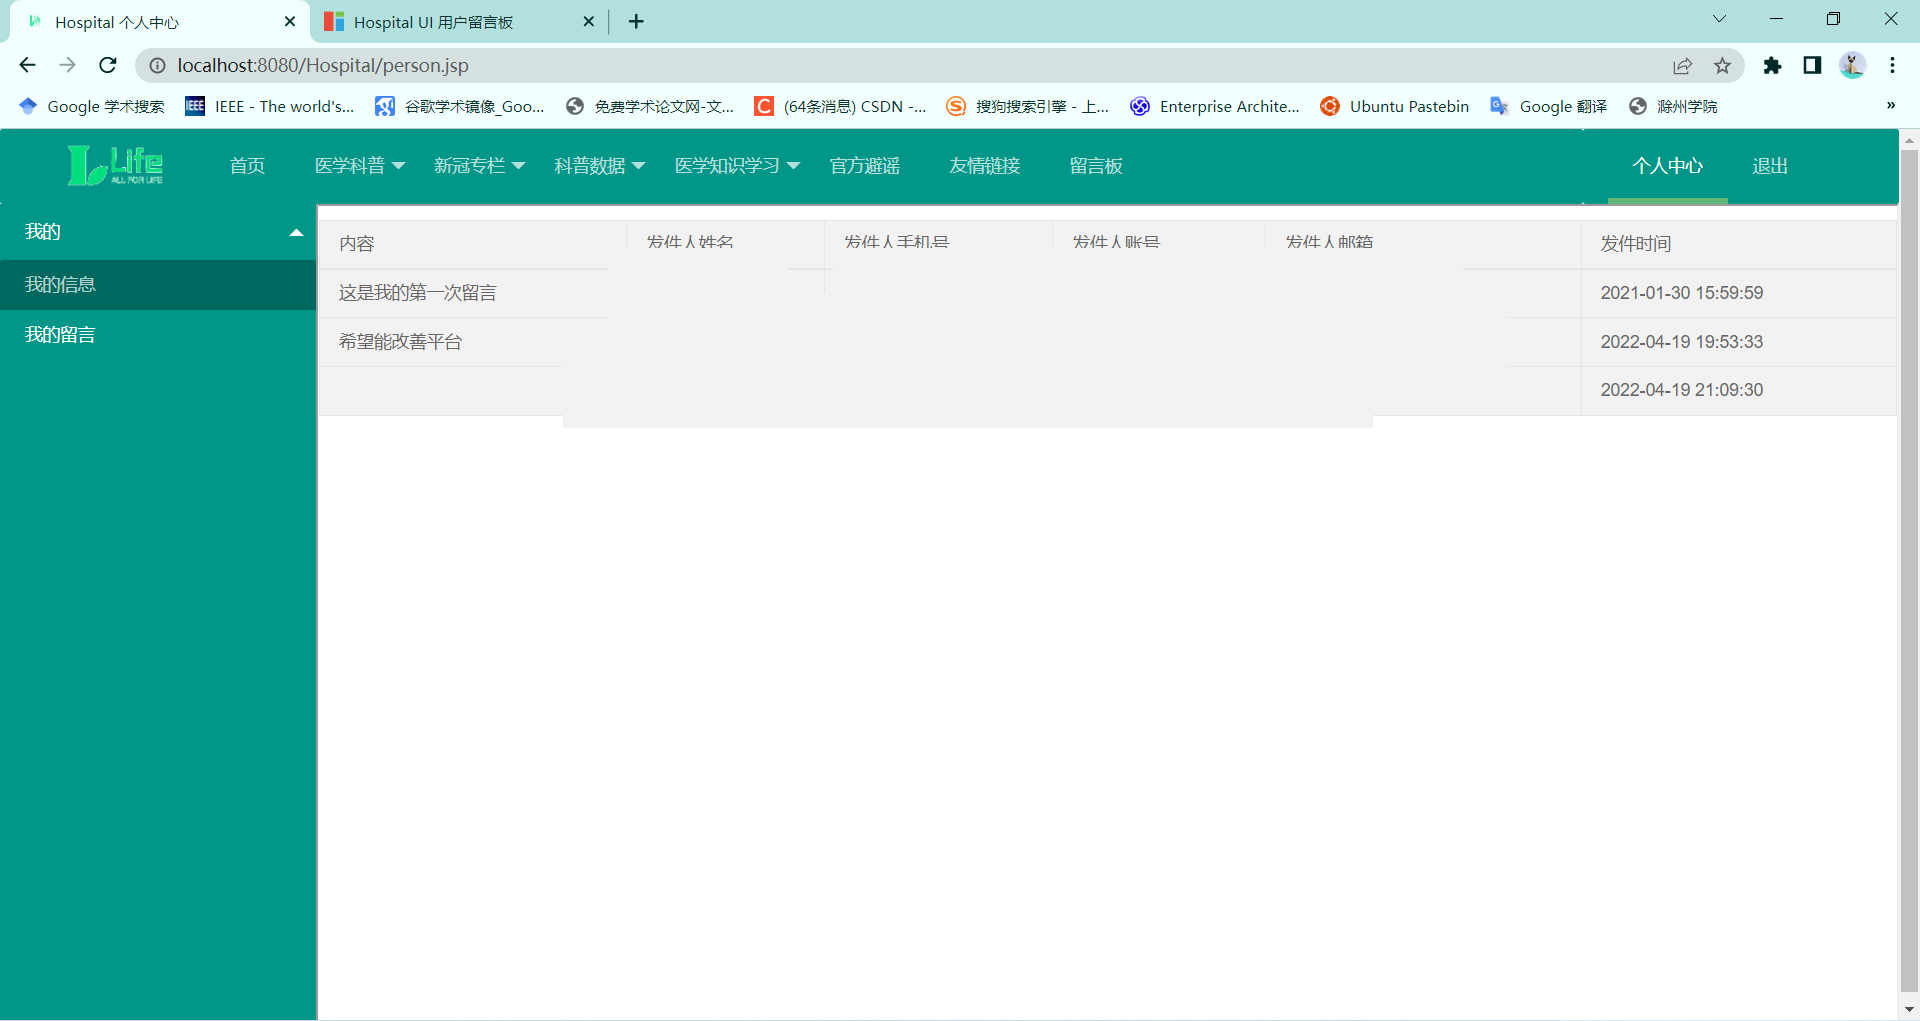 Hospital 个人中心
Hospital UI 用户留言板
localhost:8080/Hospital/person.jsp
Google 学术搜索
IEEE - The world's...
谷歌学术镜像_Goo...
免费学术论文网-文...
(64条消息) CSDN -...
搜狗搜索引擎 - 上...
Enterprise Archite...
Ubuntu Pastebin
Google 翻译
滁州学院
Life
ALL FOR LIFE
首页
医学科普
新冠专栏
科普数据
医学知识学习
官方避谣
友情链接
留言板
个人中心
退出
我的
我的信息
我的留言
内容
发件人姓名
发件人手机号
发件人账号
发件人邮箱
发件时间
这是我的第一次留言
2021-01-30 15:59:59
希望能改善平台
2022-04-19 19:53:33
2022-04-19 21:09:30